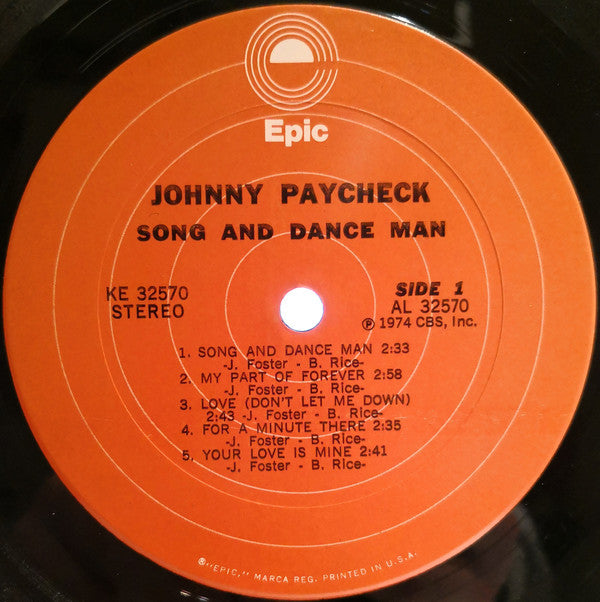 Epic
JOHNNY PAYCHECK
SONG AND DANCE MAN
KE 32570
STEREO
SIDE 1
AL 32570
Ⓟ 1974 CBS, Inc.
1. SONG AND DANCE MAN 2:33
-J. Foster - B. Rice-
2. MY PART OF FOREVER 2:58
-J. Foster - B. Rice-
3. LOVE (DON'T LET ME DOWN)
2:43 -J. Foster - B. Rice-
4. FOR A MINUTE THERE 2:35
-J. Foster - B. Rice-
5. YOUR LOVE IS MINE 2:41
-J. Foster - B. Rice-
®"EPIC," MARCA REG. PRINTED IN U.S.A.